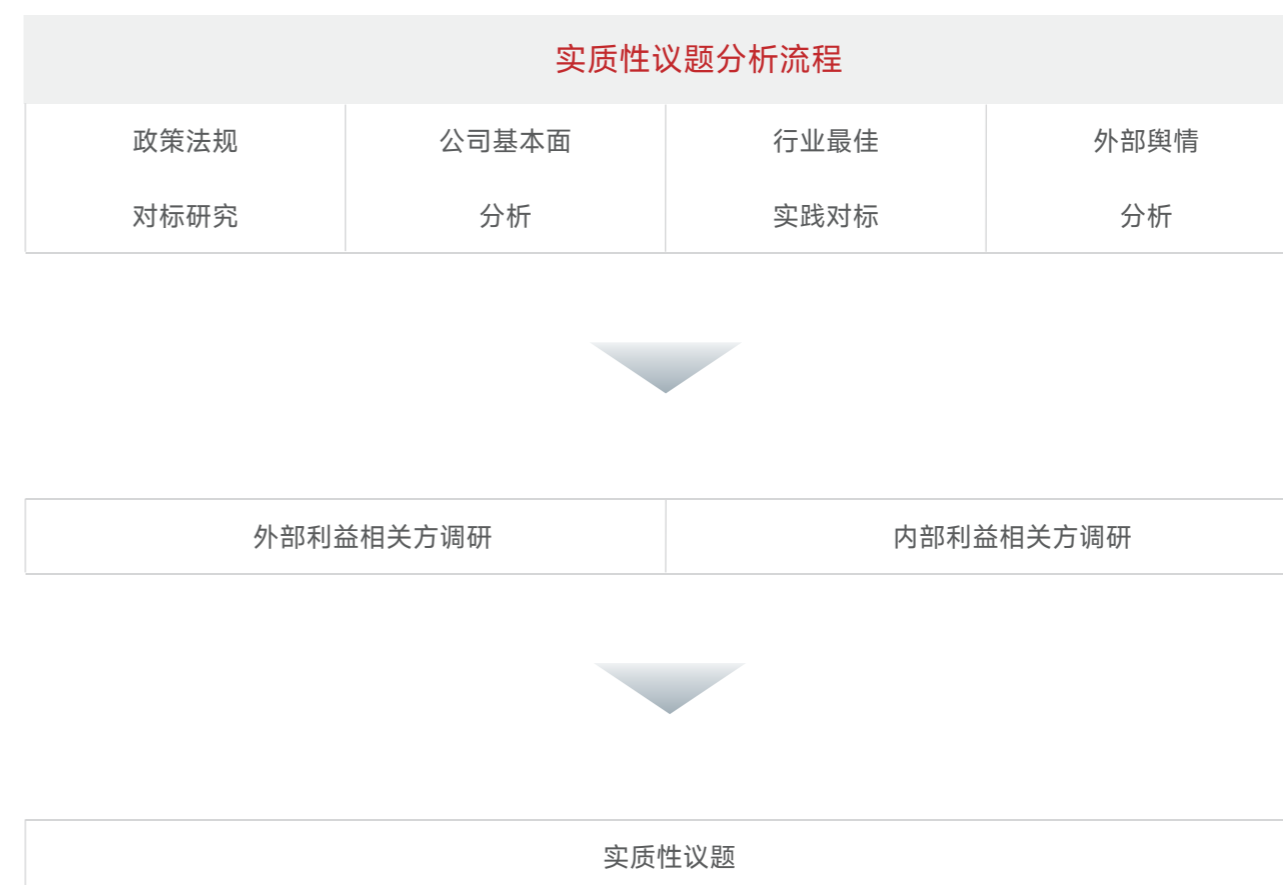 实质性议题分析流程
政策法规
对标研究
公司基本面
分析
行业最佳
实践对标
外部舆情
分析
外部利益相关方调研
内部利益相关方调研
实质性议题